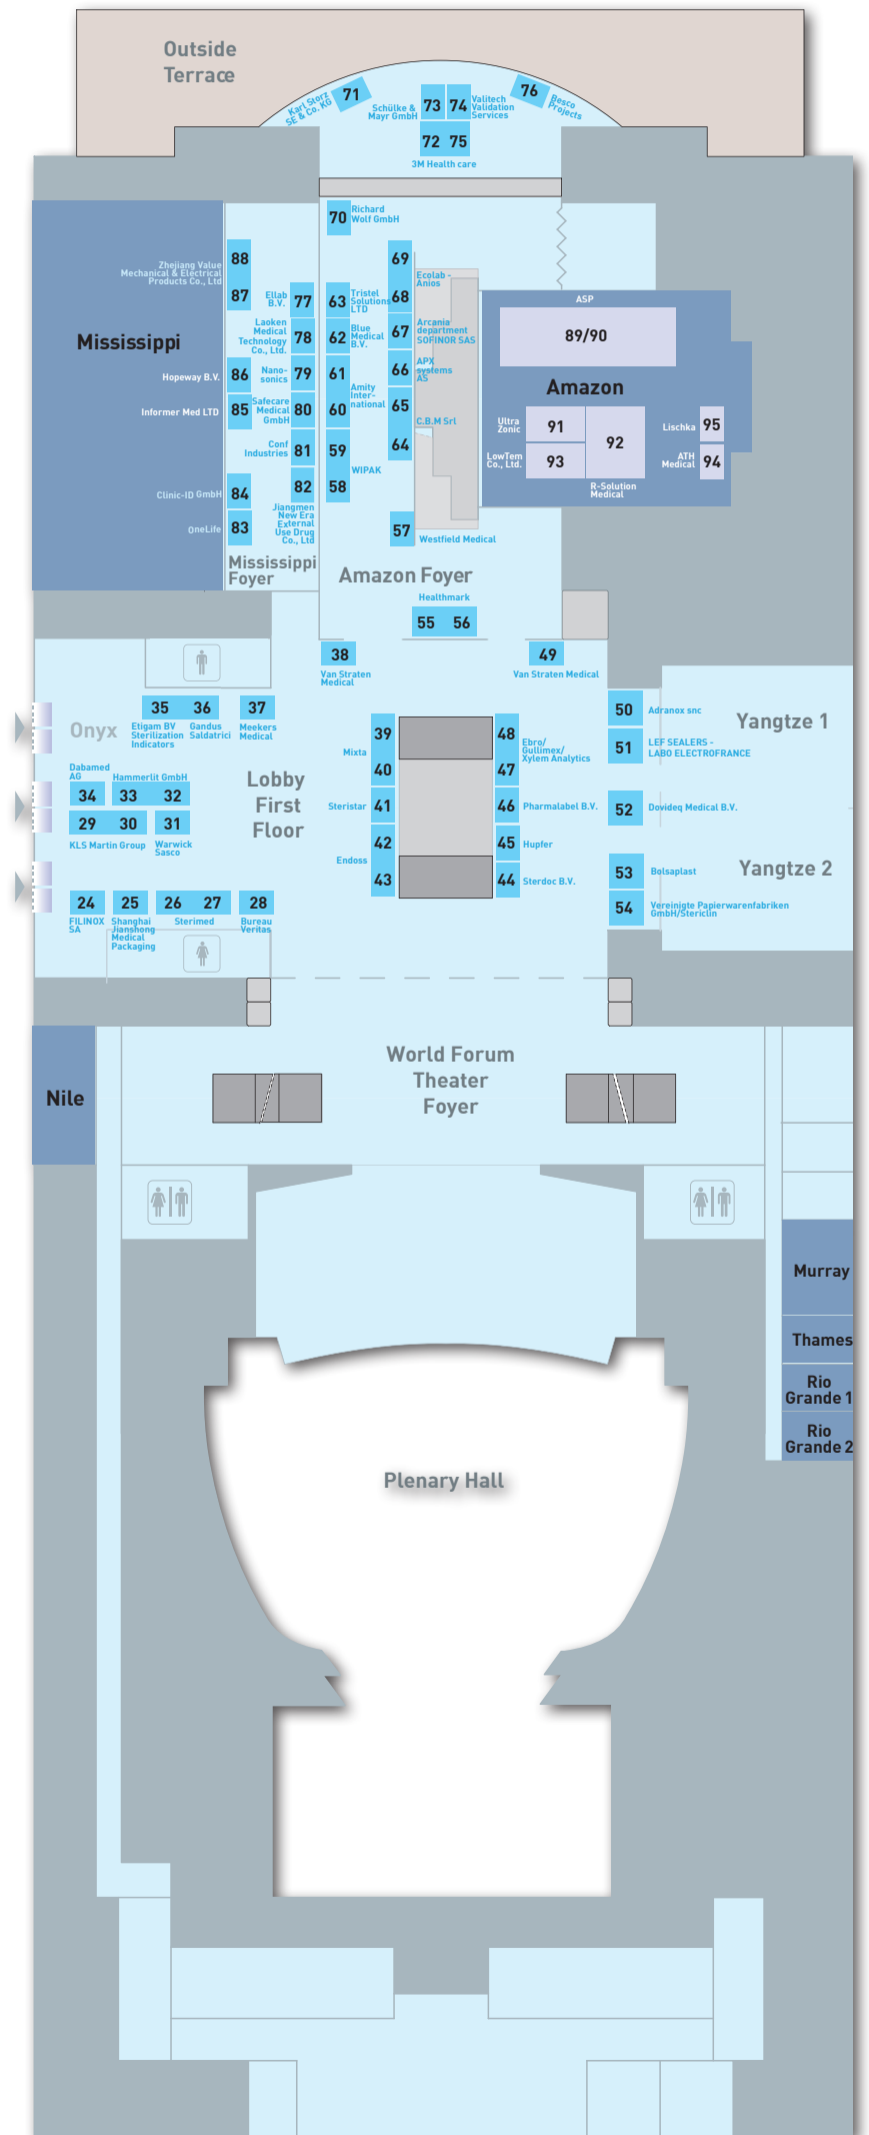 Outside
Terrace
71
Karl Storz
SE & Co. KG
73
74
Schülke &
Mayr GmbH
Valitech
Validation
Services
76
Besco
Projects
72
75
3M Health care
70
Richard
Wolf GmbH
88
Zhejiang Value
Mechanical & Electrical
Products Co., Ltd
87
Ellab
B.V.
77
63
Tristel
Solutions
LTD
69
Ecolab -
Anios
68
Laoken
Medical
Technology
Co., Ltd.
78
62
Blue
Medical
B.V.
67
Arcania
department
SOFINOR SAS
Mississippi
Hopeway B.V.
86
Nano-
sonics
79
61
66
APX
systems
AS
Amity
Inter-
national
Informer Med LTD
85
Safecare
Medical
GmbH
80
60
65
C.B.M Srl
Conf
Industries
81
59
64
WIPAK
Clinic-ID GmbH
84
82
58
Jiangmen
New Era
External
Use Drug
Co., Ltd
OneLife
83
57
Westfield Medical
Mississippi
Foyer
Amazon Foyer
ASP
89/90
Amazon
Ultra
Zonic
91
92
Lischka
95
LowTem
Co., Ltd.
93
ATH
Medical
94
R-Solution
Medical
Healthmark
55
56
38
Van Straten
Medical
49
Van Straten Medical
Onyx
35
36
37
Etigam BV
Sterilization
Indicators
Gandus
Saldatrici
Meekers
Medical
Dabamed
AG
Hammerlit GmbH
34
33
32
29
30
31
KLS Martin Group
Warwick
Sasco
24
25
26
27
28
FILINOX
SA
Shanghai
Jianshong
Medical
Packaging
Sterimed
Bureau
Veritas
Lobby
First
Floor
39
Mixta
40
Steristar
41
42
Endoss
43
48
Ebro/
Gullimex/
Xylem Analytics
47
46
Pharmalabel B.V.
45
Hupfer
44
Sterdoc B.V.
50
Adranox snc
Yangtze 1
51
LEF SEALERS -
LABO ELECTROFRANCE
52
Dovideq Medical B.V.
53
Bolsaplast
Yangtze 2
54
Vereinigte Papierwarenfabriken
GmbH/Stericlin
Nile
World Forum
Theater
Foyer
Murray
Thames
Rio
Grande 1
Rio
Grande 2
Plenary Hall